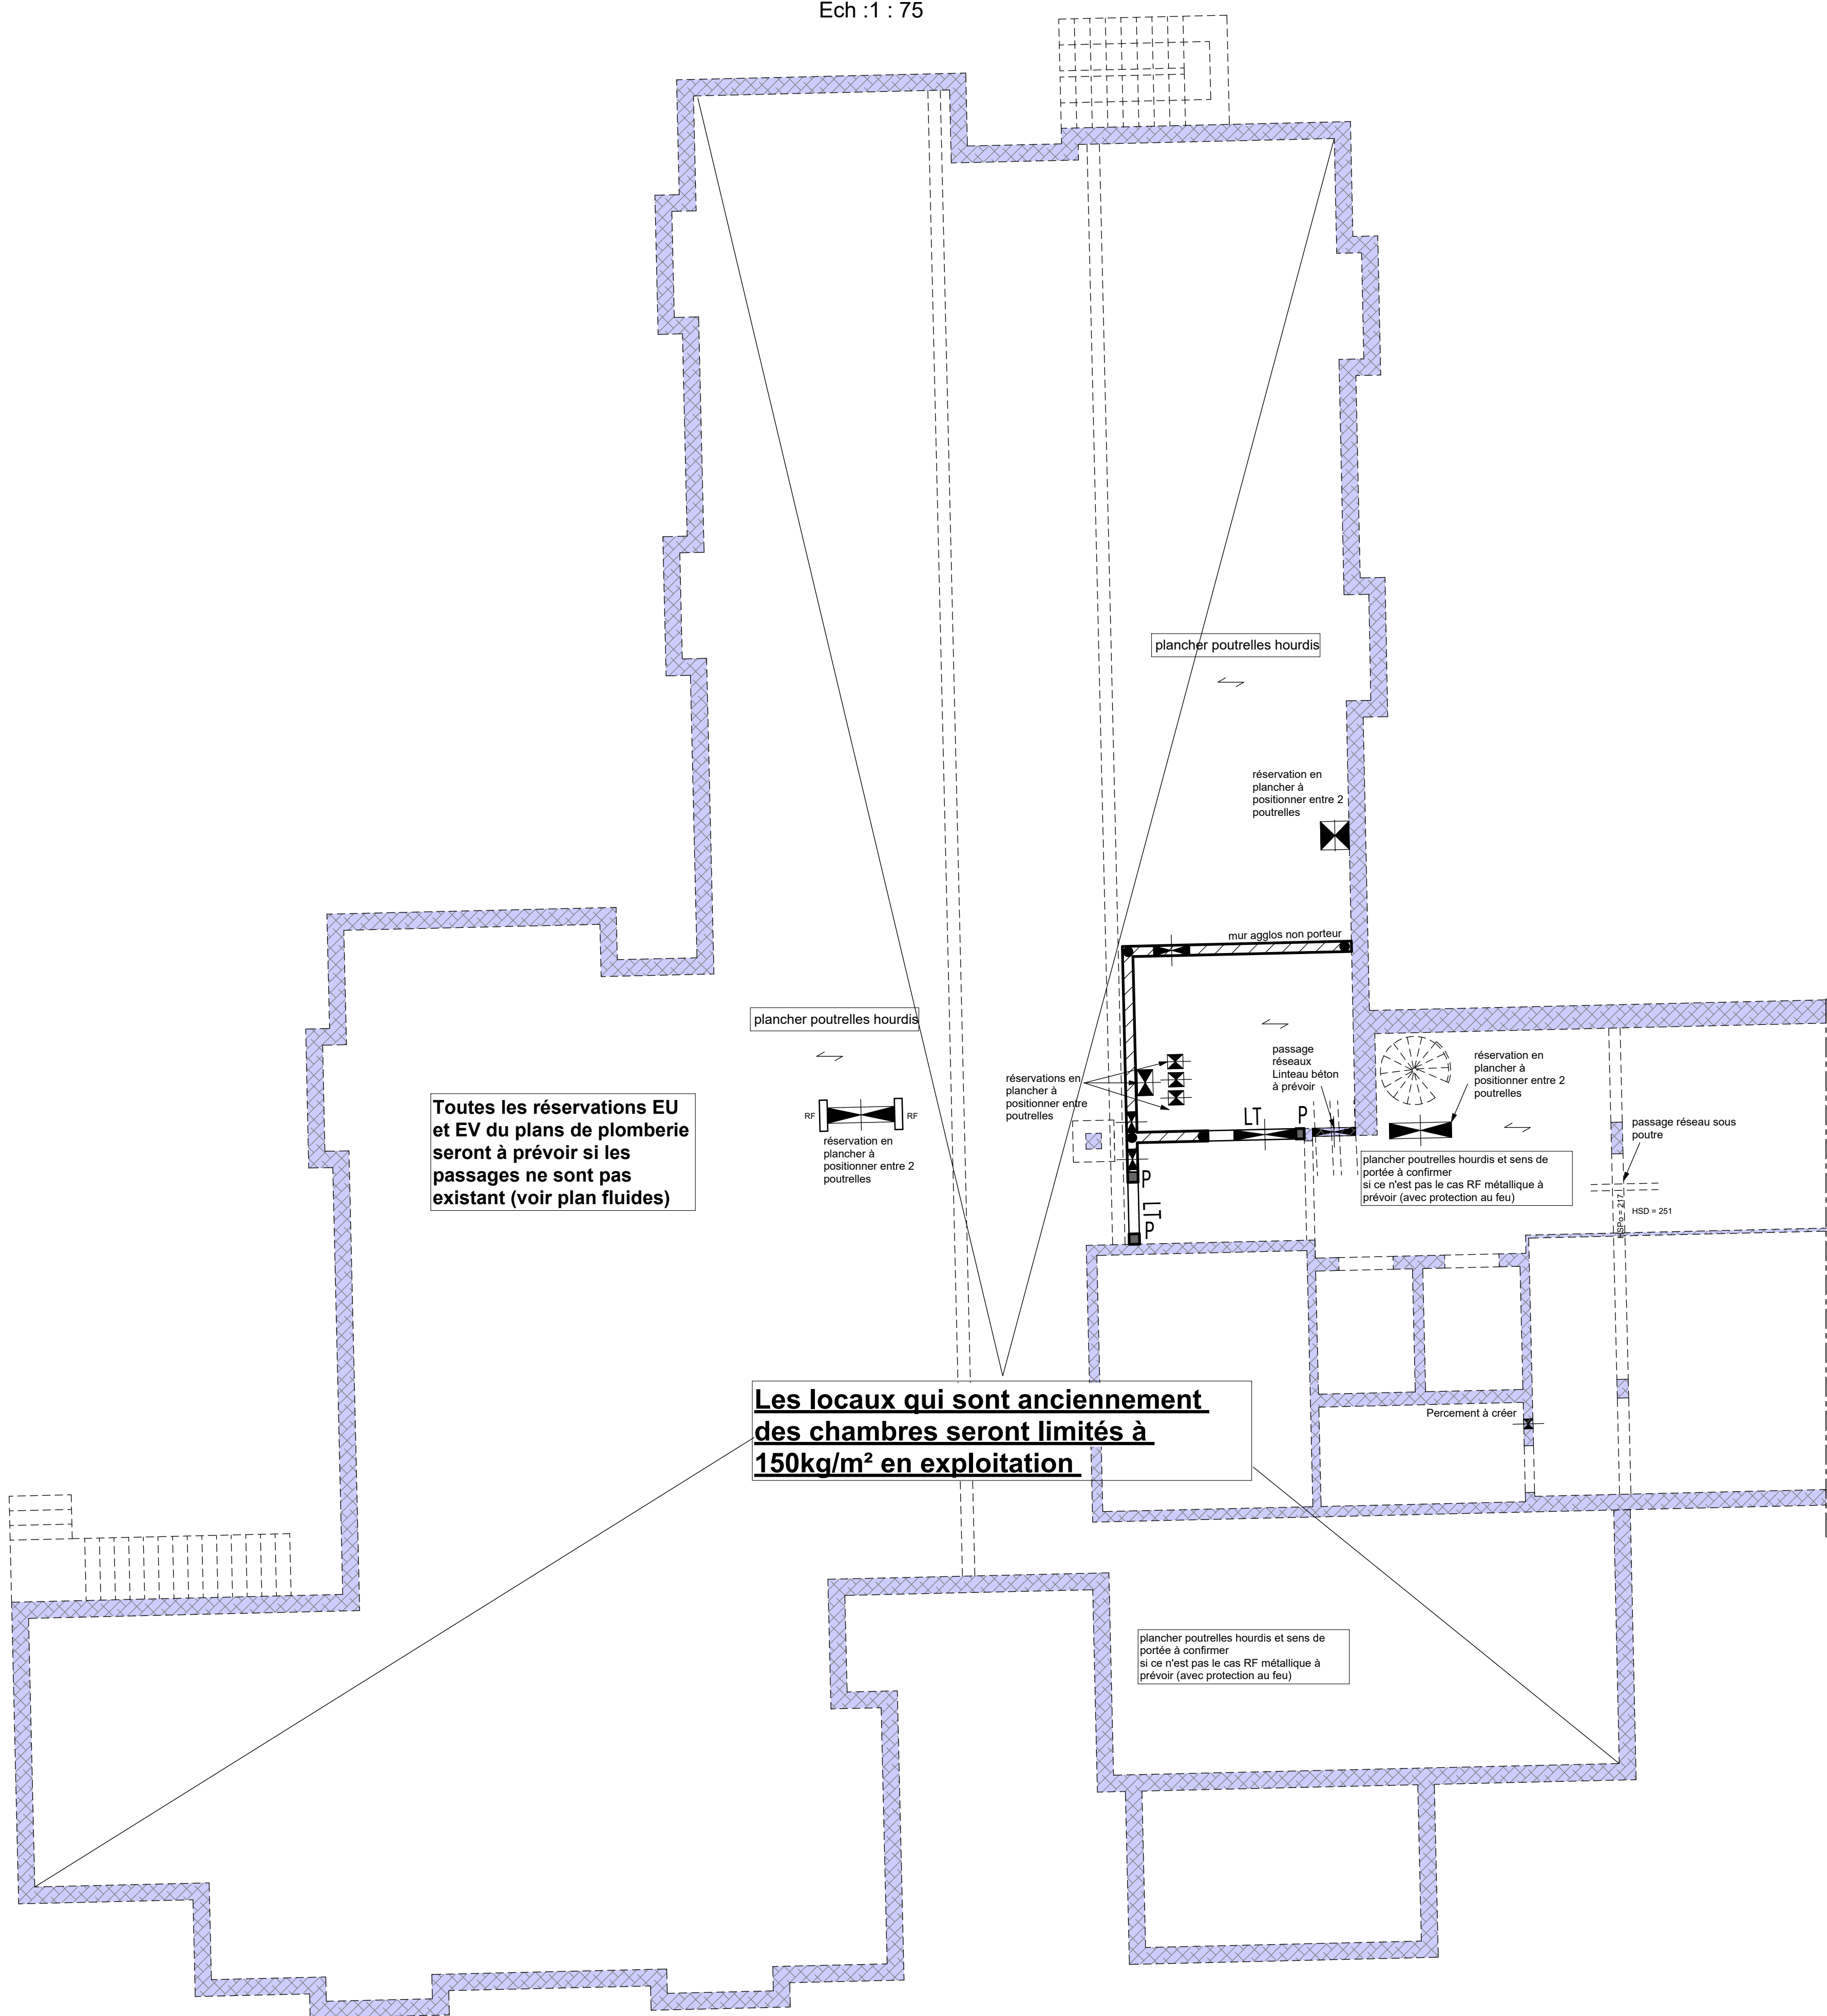 Ech :1 : 75
plancher poutrelles hourdis
réservation en
plancher à
positionner entre 2
poutrelles
mur agglos non porteur
plancher poutrelles hourdis
passage
réseaux
Linteau béton
à prévoir
réservation en
plancher à
positionner entre 2
poutrelles
réservations en
plancher à
positionner entre
poutrelles
Toutes les réservations EU
et EV du plans de plomberie
seront à prévoir si les
passages ne sont pas
existant (voir plan fluides)
RF
RF
réservation en
plancher à
positionner entre 2
poutrelles
LT
P
passage réseau sous
poutre
plancher poutrelles hourdis et sens de
portée à confirmer
si ce n'est pas le cas RF métallique à
prévoir (avec protection au feu)
P
LT
P
HSPo = 217
HSD = 251
Les locaux qui sont anciennement
des chambres seront limités à
150kg/m² en exploitation
Percement à créer
plancher poutrelles hourdis et sens de
portée à confirmer
si ce n'est pas le cas RF métallique à
prévoir (avec protection au feu)